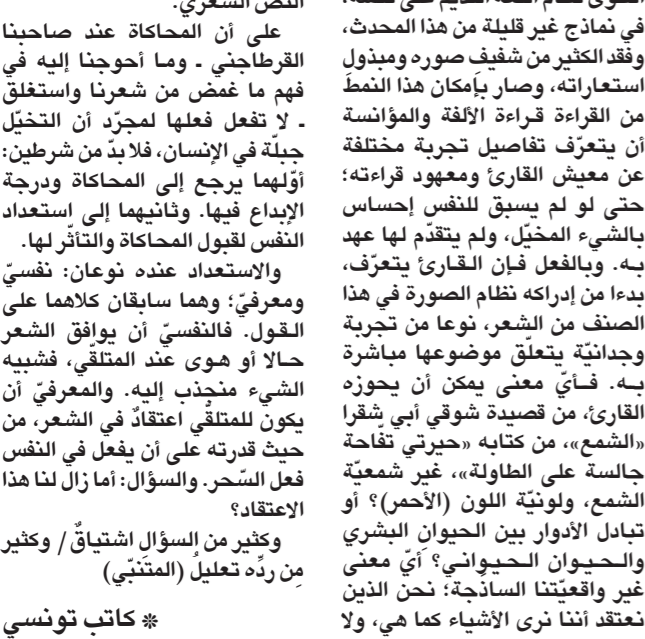 في نماذج غير قليلة من هذا المحدث،
وفقد الكثير من شفيف صوره ومبذول
استعاراته، وصار بإمكان هذا النمط
من القراءة قراءة الألفة والمؤانسة
أن يتعرّف تفاصيل تجربة مختلفة
عن معيش القارئ ومعهود قراءته؛
حتى لو لم يسبق للنفس إحساس
بالشيء المخيّل، ولم يتقدّم لها عهد
به. وبالفعل فإن القارئ يتعرّف،
بدءا من إدراكه نظام الصورة في هذا
الصنف من الشعر، نوعا من تجربة
وجدانيّة يتعلّق موضوعها مباشرة
به. فأيّ معنى يمكن أن يحوزه
القارئ، من قصيدة شوقي أبي شقرا
«الشمع»، من كتابه «حيرتي تفّاحة
جالسة على الطاولة»، غير شمعيّة
الشمع، ولونيّة اللون (الأحمر)؟ أو
تبادل الأدوار بين الحيوانِ البشري
والحيوان الحيواني؟ أيّ معنى
غير واقعيّتنا الساذجة؛ نحن الذين
نعتقد أننا نرى الأشياء كما هي، ولا
النص الشعري.
على أن المحاكاة عند صاحبنا
القرطاجني ـ وما أحوجنا إليه في
فهم ما غمض من شعرنا واستغلق
ـ لا تفعل فعلها لمجرّد أن التخيّل
جبلّة في الإنسان، فلا بدّ من شرطين:
أوّلهما يرجع إلى المحاكاة ودرجة
الإبداع فيها. وثانيهما إلى استعداد
النفس لقبول المحاكاة والتأثّر لها.
والاستعداد عنده نوعان: نفسيّ
ومعرفيّ؛ وهما سابقان كلاهما على
القول. فالنفسيّ أن يوافق الشعر
حالا أو هوى عند المتلقّي، فشبيه
الشيء منجذب إليه. والمعرفيّ أن
يكون للمتلقّي اعتقادٌ في الشعر، من
حيث قدرته على أن يفعل في النفس
فعل السّحر. والسؤال: أما زال لنا هذا
الاعتقاد؟
وكثير من السؤالِ اشتياقٌ / وكثير
مِن ردِّه تعليلُ (المتنبّي)
❊ كاتب تونسي